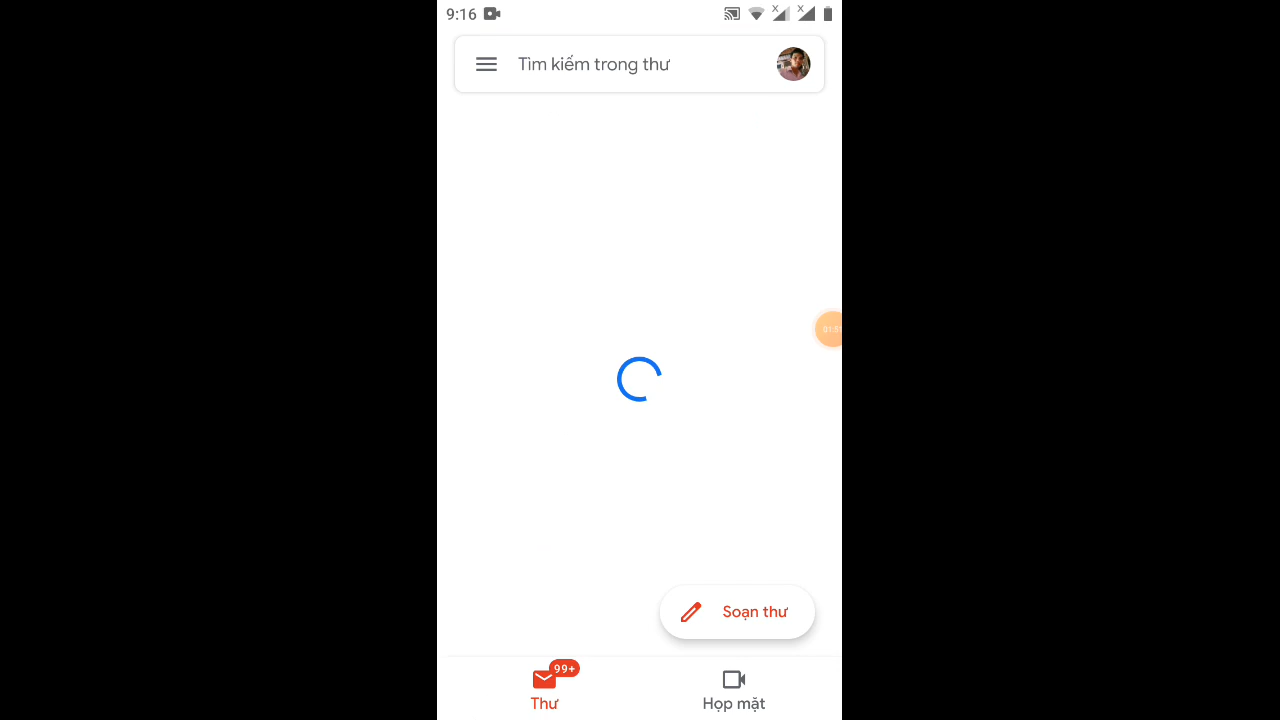 9:16
Tìm kiếm trong thư
Soạn thư
99+
Thư
Họp mặt